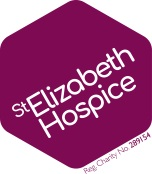 St Elizabeth
Hospice
Reg. Charity No. 289154